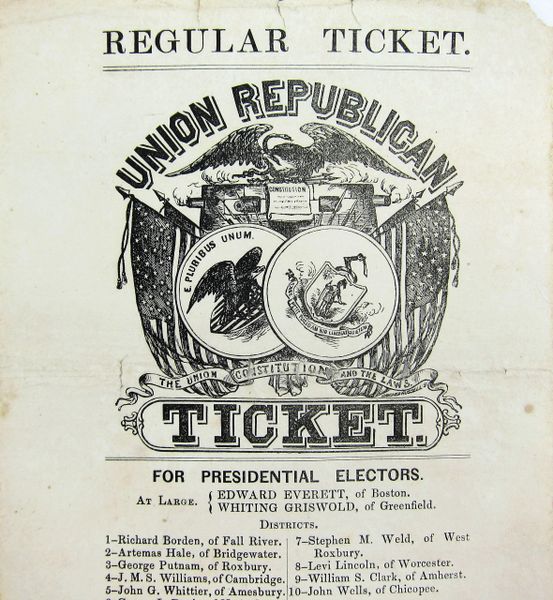 REGULAR TICKET.
UNION REPUBLICAN
CONSTITUTION
E. PLURIBUS UNUM.
THE UNION CONSTITUTION AND THE LAWS.
TICKET.
FOR PRESIDENTIAL ELECTORS.
AT LARGE. { EDWARD EVERETT, of Boston.
WHITING GRISWOLD, of Greenfield.
DISTRICTS.
1–Richard Borden, of Fall River.
2–Artemas Hale, of Bridgewater.
3–George Putnam, of Roxbury.
4–J. M. S. Williams, of Cambridge.
5–John G. Whittier, of Amesbury.
7–Stephen M. Weld, of West
Roxbury.
8–Levi Lincoln, of Worcester.
9–William S. Clark, of Amherst.
10–John Wells, of Chicopee.